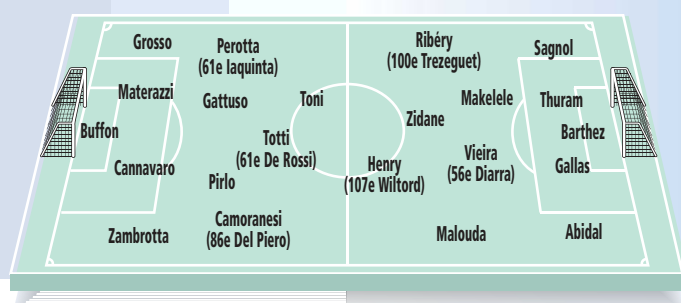 Grosso
Perotta
(61e Iaquinta)
Materazzi
Gattuso
Toni
Buffon
Totti
(61e De Rossi)
Cannavaro
Pirlo
Camoranesi
(86e Del Piero)
Zambrotta
Ribéry
(100e Trezeguet)
Sagnol
Makelele
Thuram
Zidane
Barthez
Vieira
(56e Diarra)
Gallas
Henry
(107e Wiltord)
Malouda
Abidal